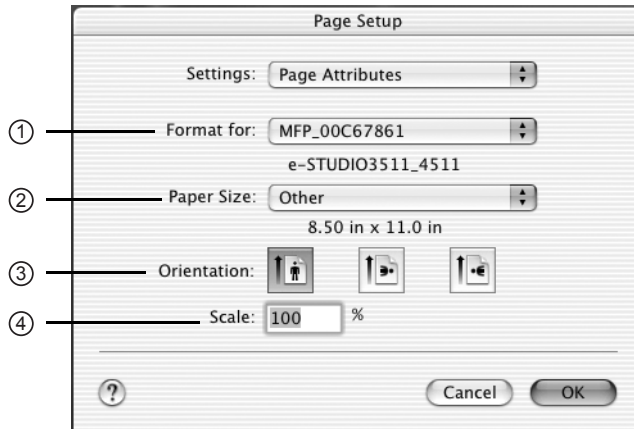 Page Setup
Settings: Page Attributes
① Format for: MFP_00C67861
e-STUDIO3511_4511
② Paper Size: Other
8.50 in x 11.0 in
③ Orientation:
④ Scale: 100 %
? Cancel OK